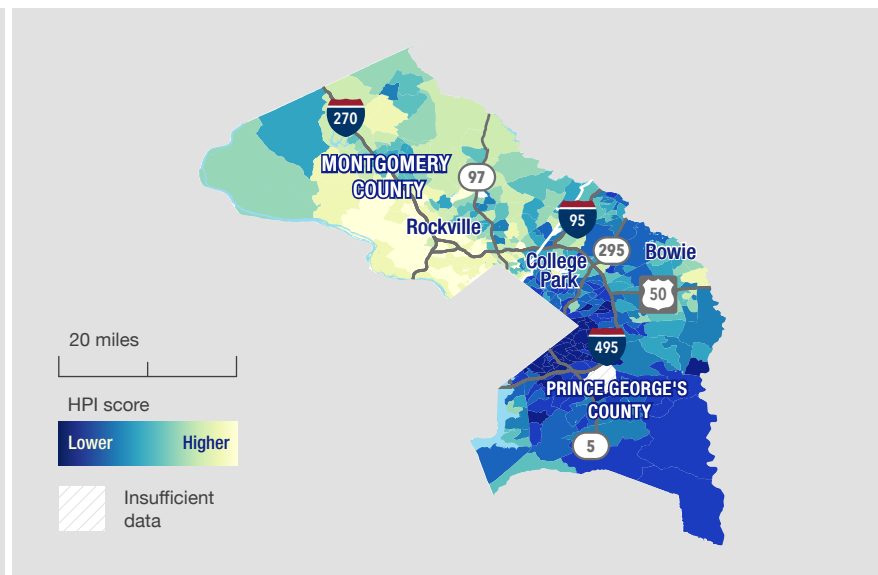 270
MONTGOMERY
COUNTY
97
Rockville
95
295
Bowie
College
Park
50
20 miles
495
HPI score
PRINCE GEORGE'S
COUNTY
Lower
Higher
5
Insufficient
data